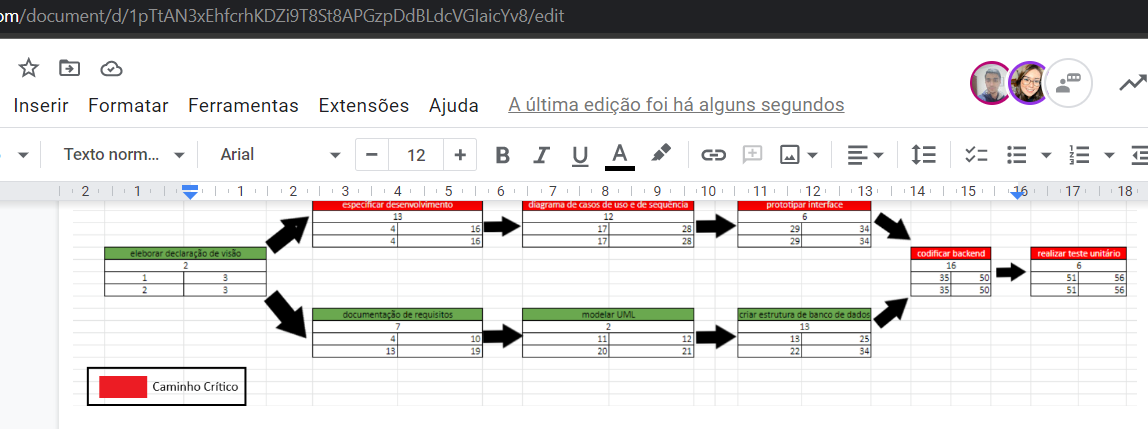 om/document/d/1pTtAN3xEhfcrhKDZi9T8St8APGzpDdBLdcVGIaicYv8/edit
Inserir Formatar Ferramentas Extensões Ajuda A última edição foi há alguns segundos
Texto norm... Arial 12 B I U A
2 1 1 2 3 4 5 6 7 8 9 10 11 12 13 14 15 16 17 18
especificar desenvolvimento
13
4 16
4 16
diagrama de casos de uso e de sequência
12
17 28
17 28
prototipar interface
6
29 34
29 34
eleborar declaração de visão
2
1 3
2 3
codificar backend
16
35 50
35 50
realizar teste unitário
6
51 56
51 56
documentação de requisitos
7
4 10
13 19
modelar UML
2
11 12
20 21
criar estrutura de banco de dados
13
13 25
22 34
Caminho Crítico